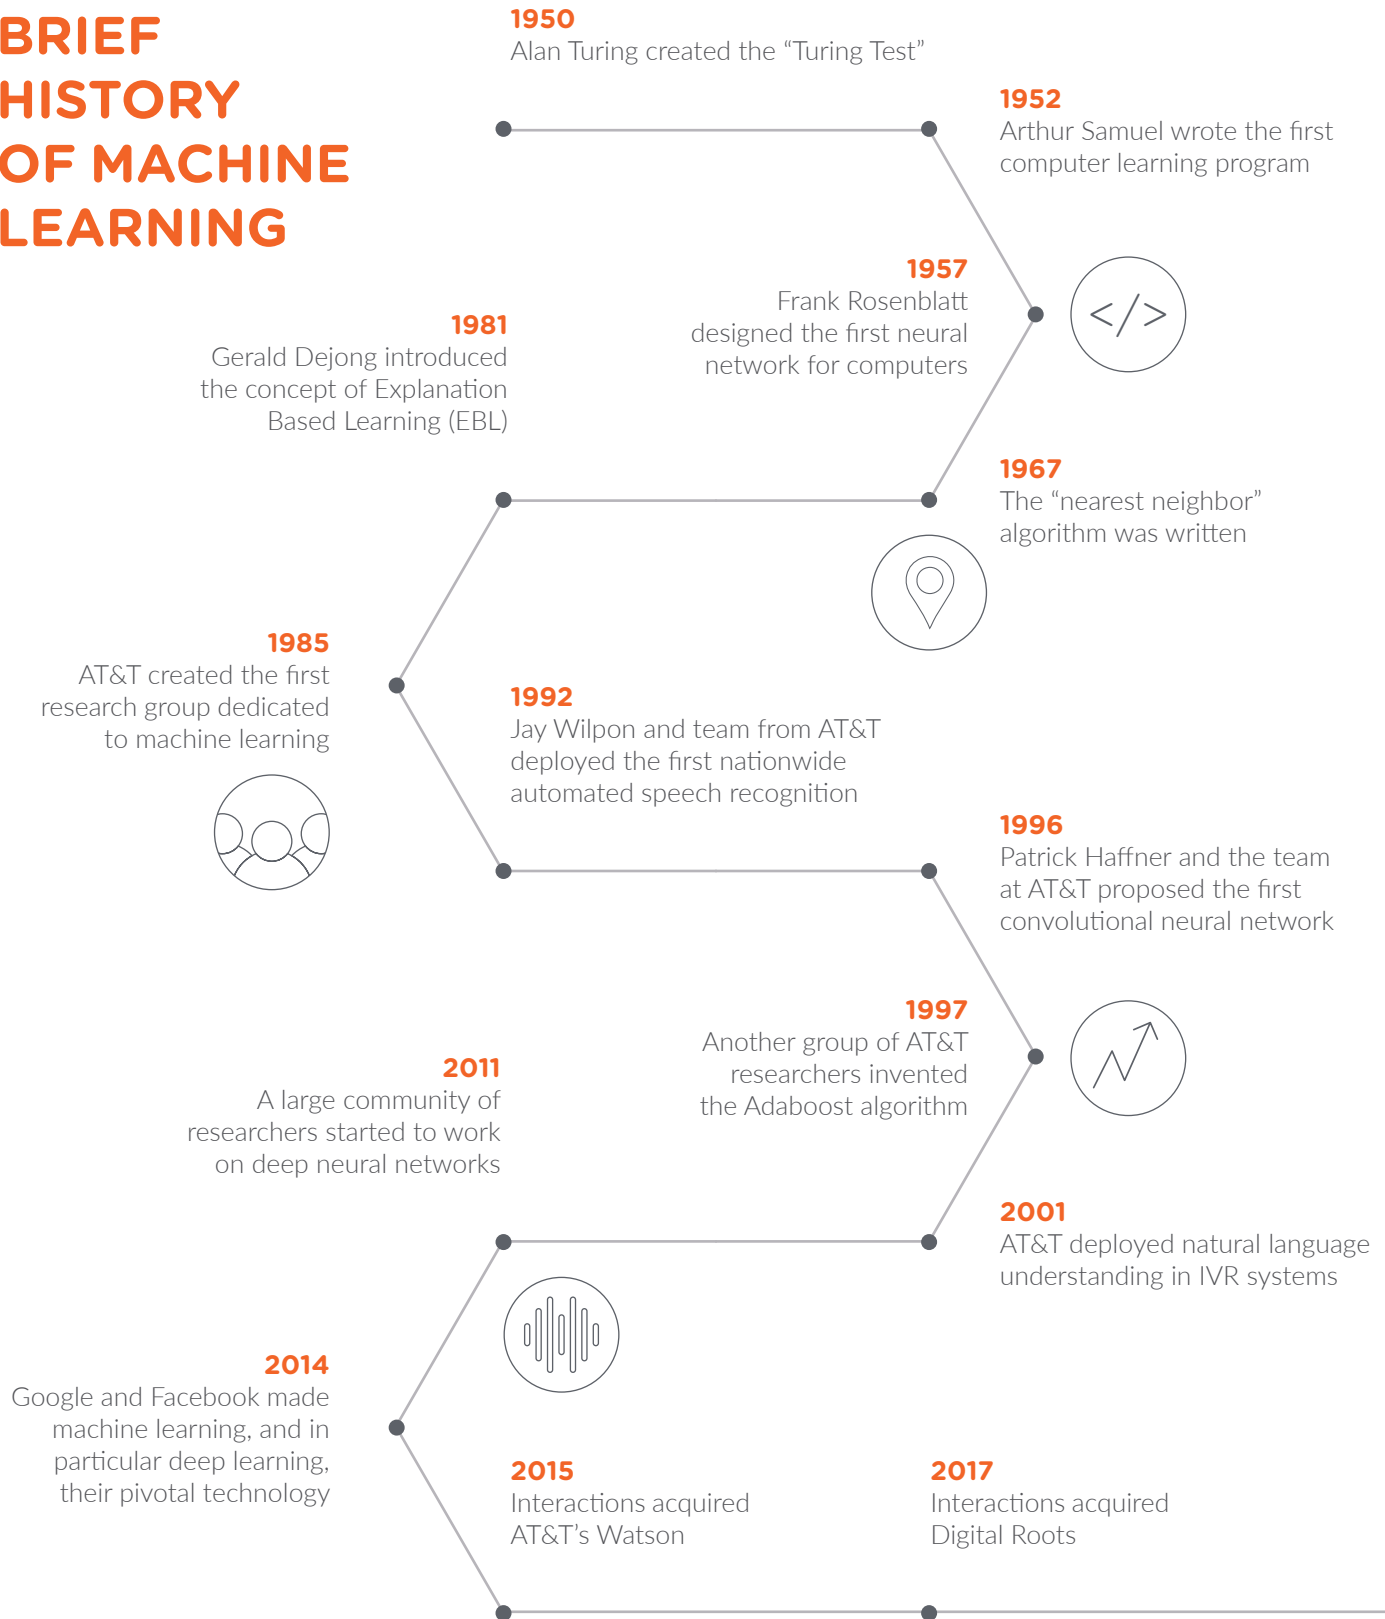 BRIEF
HISTORY
OF MACHINE
LEARNING
1950
Alan Turing created the “Turing Test”
1952
Arthur Samuel wrote the first
computer learning program
1957
Frank Rosenblatt
designed the first neural
network for computers
1967
The “nearest neighbor”
algorithm was written
1981
Gerald Dejong introduced
the concept of Explanation
Based Learning (EBL)
1985
AT&T created the first
research group dedicated
to machine learning
</>
1992
Jay Wilpon and team from AT&T
deployed the first nationwide
automated speech recognition
1996
Patrick Haffner and the team
at AT&T proposed the first
convolutional neural network
1997
Another group of AT&T
researchers invented
the Adaboost algorithm
2001
AT&T deployed natural language
understanding in IVR systems
2011
A large community of
researchers started to work
on deep neural networks
2014
Google and Facebook made
machine learning, and in
particular deep learning,
their pivotal technology
2015
Interactions acquired
AT&T’s Watson
2017
Interactions acquired
Digital Roots